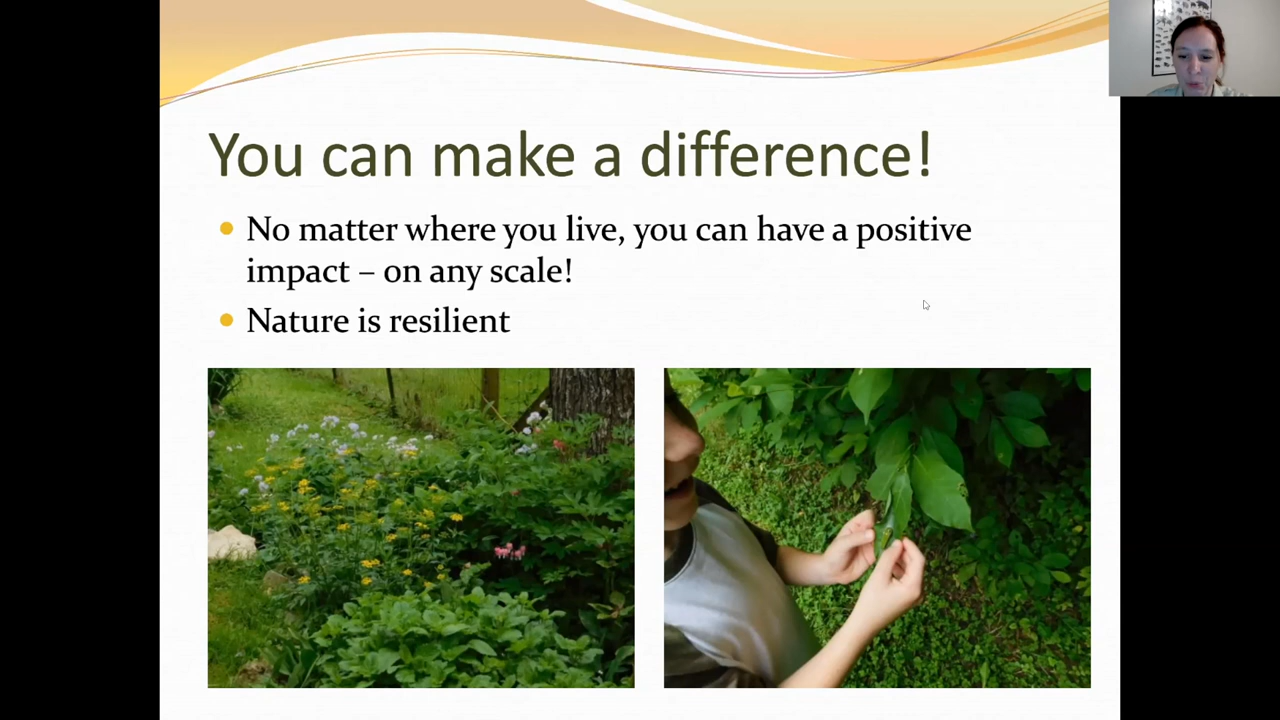 You can make a difference!
No matter where you live, you can have a positive
impact – on any scale!
Nature is resilient